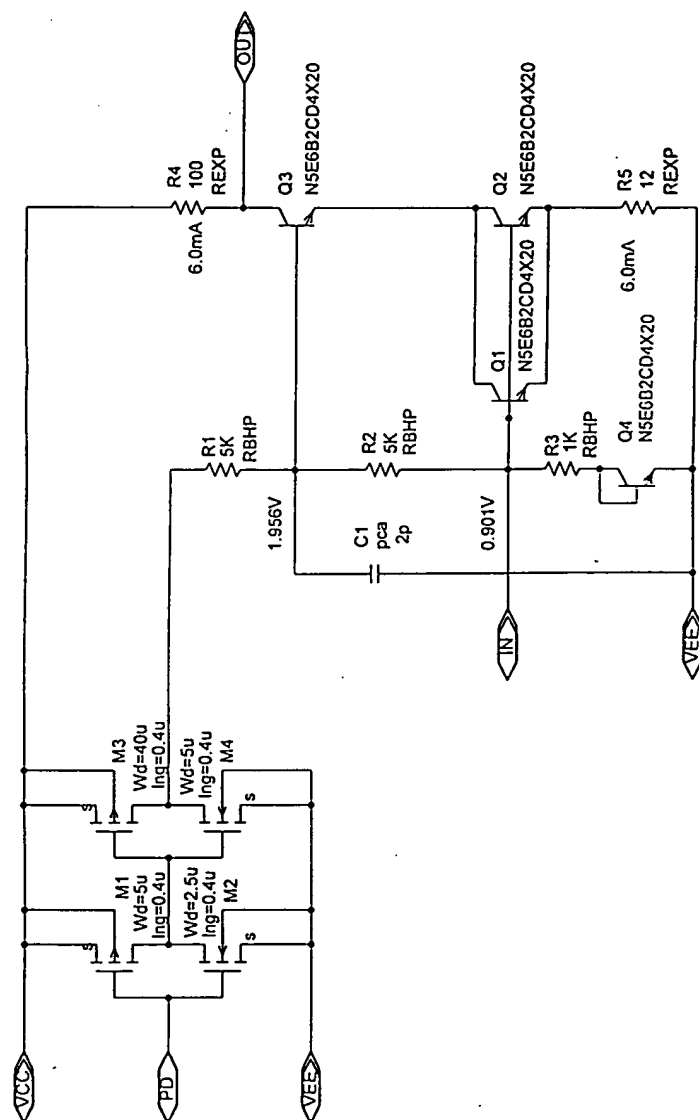 VCC
PD
VEE
M1
Wd=5u
lng=0.4u
Wd=2.5u
lng=0.4u
M2
M3
Wd=40u
lng=0.4u
Wd=5u
lng=0.4u
M4
s
s
s
s
R1
5K
RBHP
1.956V
C1
pca
2p
R2
5K
RBHP
0.901V
IN
R3
1K
RBHP
Q4
N5E6B2CD4X20
VEE
R4
100
REXP
6.0mA
OUT
Q3
N5E6B2CD4X20
Q1
N5E6B2CD4X20
Q2
N5E6B2CD4X20
R5
12
REXP
6.0mA